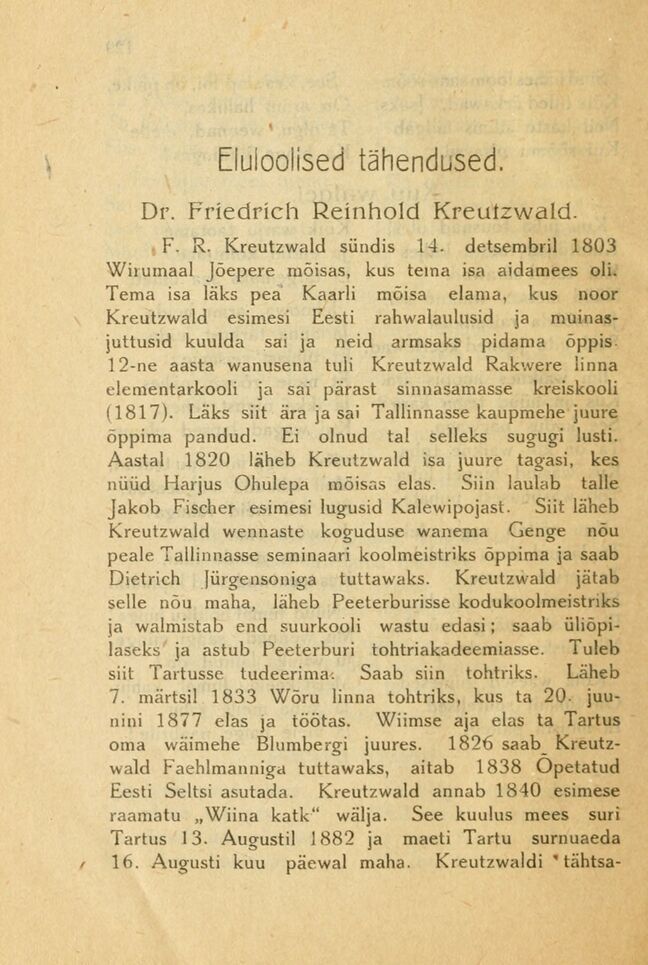 Eluloolised tähendused.
Dr. Friedrich Reinhold Kreutzwald.
F. R. Kreutzwald sündis 14. detsembril 1803
Wirumaal Jõepere mõisas, kus tema isa aidamees oli.
Tema isa läks pea Kaarli mõisa elama, kus noor
Kreutzwald esimesi Eesti rahwalaulusid ja muinas-
juttusid kuulda sai ja neid armsaks pidama õppis.
12-ne aasta wanusena tuli Kreutzwald Rakwere linna
elementarkooli ja sai pärast sinnasamasse kreiskooli
(1817). Läks siit ära ja sai Tallinnasse kaupmehe juure
õppima pandud. Ei olnud tal selleks sugugi lusti.
Aastal 1820 läheb Kreutzwald isa juure tagasi, kes
nüüd Harjus Ohulepa mõisas elas. Siin laulab talle
Jakob Fischer esimesi lugusid Kalewipojast. Siit läheb
Kreutzwald wennaste koguduse wanema Genge nõu
peale Tallinnasse seminaari koolmeistriks õppima ja saab
Dietrich Jürgensoniga tuttawaks. Kreutzwald jätab
selle nõu maha, läheb Peeterburisse kodukoolmeistriks
ja walmistab end suurkooli wastu edasi; saab üliõpi-
laseks ja astub Peeterburi tohtriakadeemiasse. Tuleb
siit Tartusse tudeerima. Saab siin tohtriks. Läheb
7. märtsil 1833 Wõru linna tohtriks, kus ta 20. juu-
nini 1877 elas ja töötas. Wiimse aja elas ta Tartus
oma wäimehe Blumbergi juures. 1826 saab Kreutz-
wald Faehlmanniga tuttawaks, aitab 1838 Õpetatud
Eesti Seltsi asutada. Kreutzwald annab 1840 esimese
raamatu „Wiina katk“ wälja. See kuulus mees suri
Tartus 13. Augustil 1882 ja maeti Tartu surnuaeda
16. Augusti kuu päewal maha. Kreutzwaldi tähtsa-